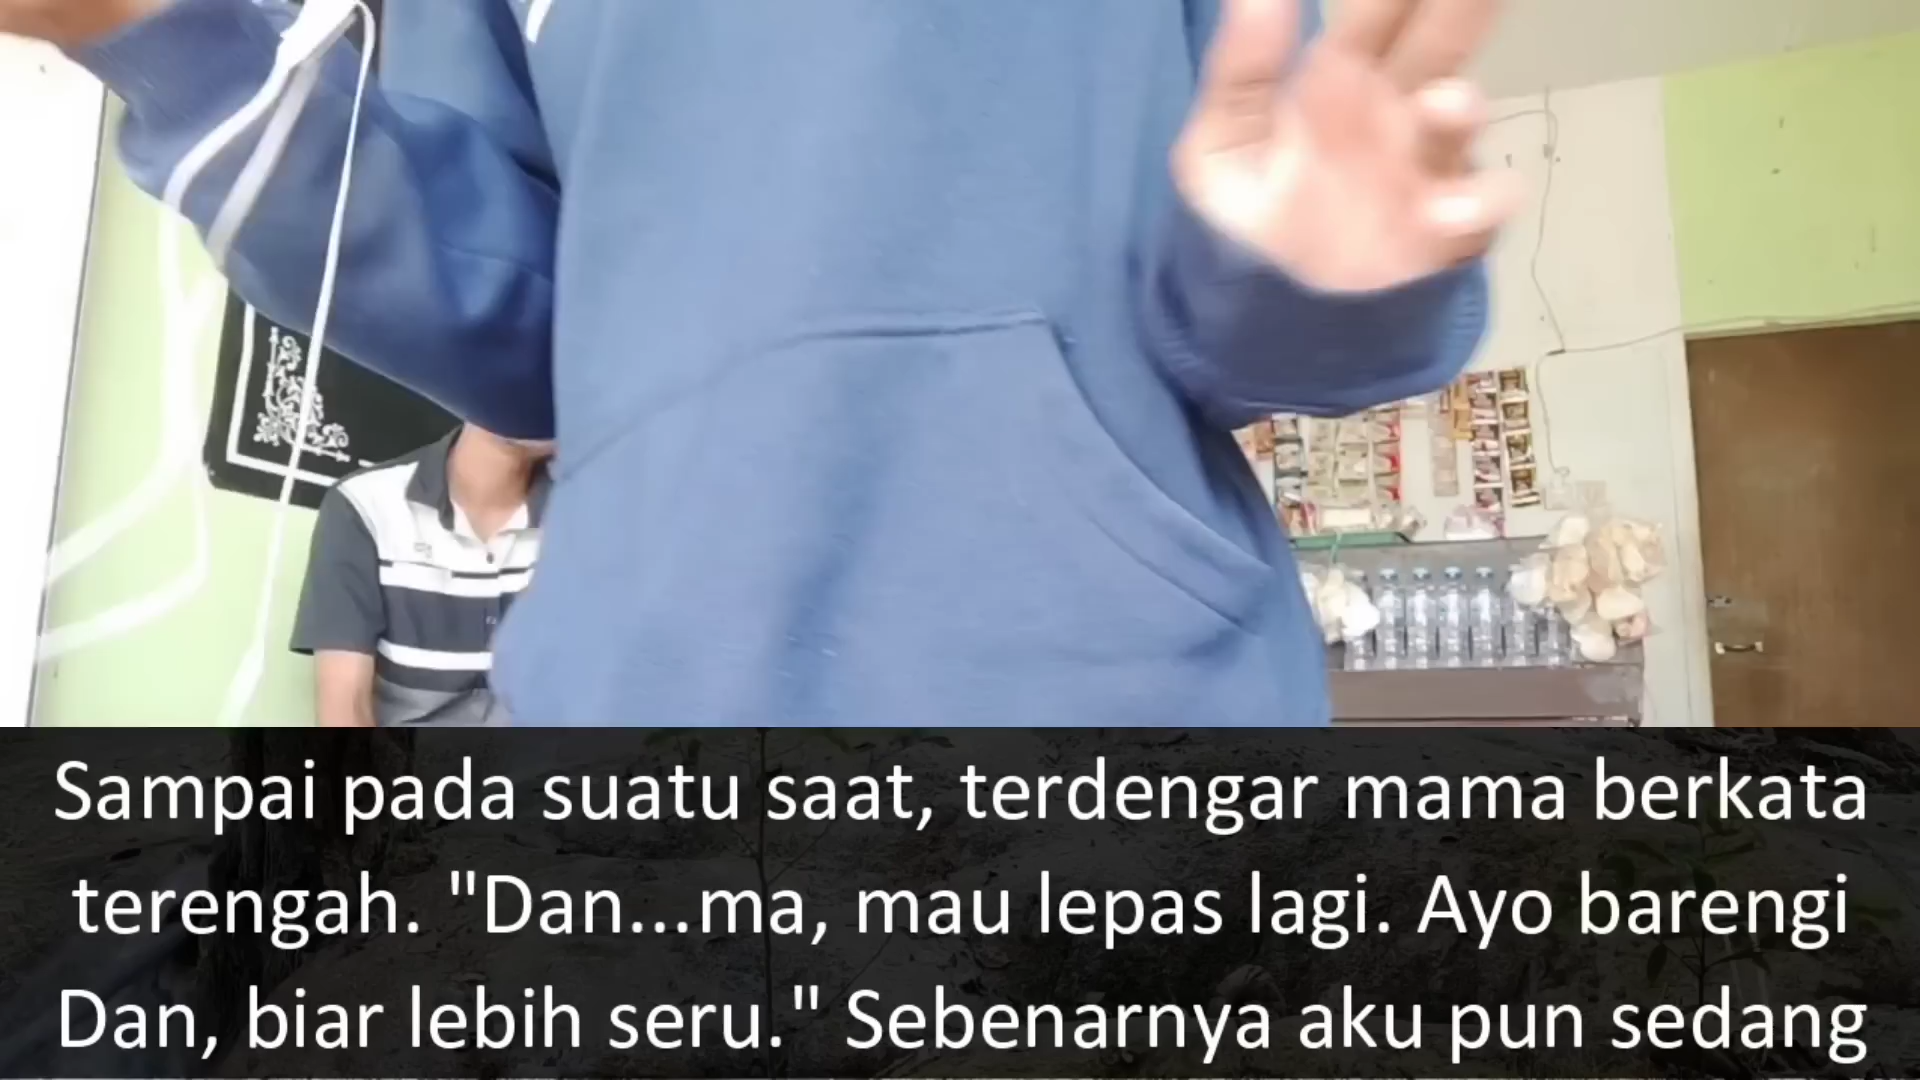 Sampai pada suatu saat, terdengar mama berkata
terengah. "Dan...ma, mau lepas lagi. Ayo barengi
Dan, biar lebih seru." Sebenarnya aku pun sedang